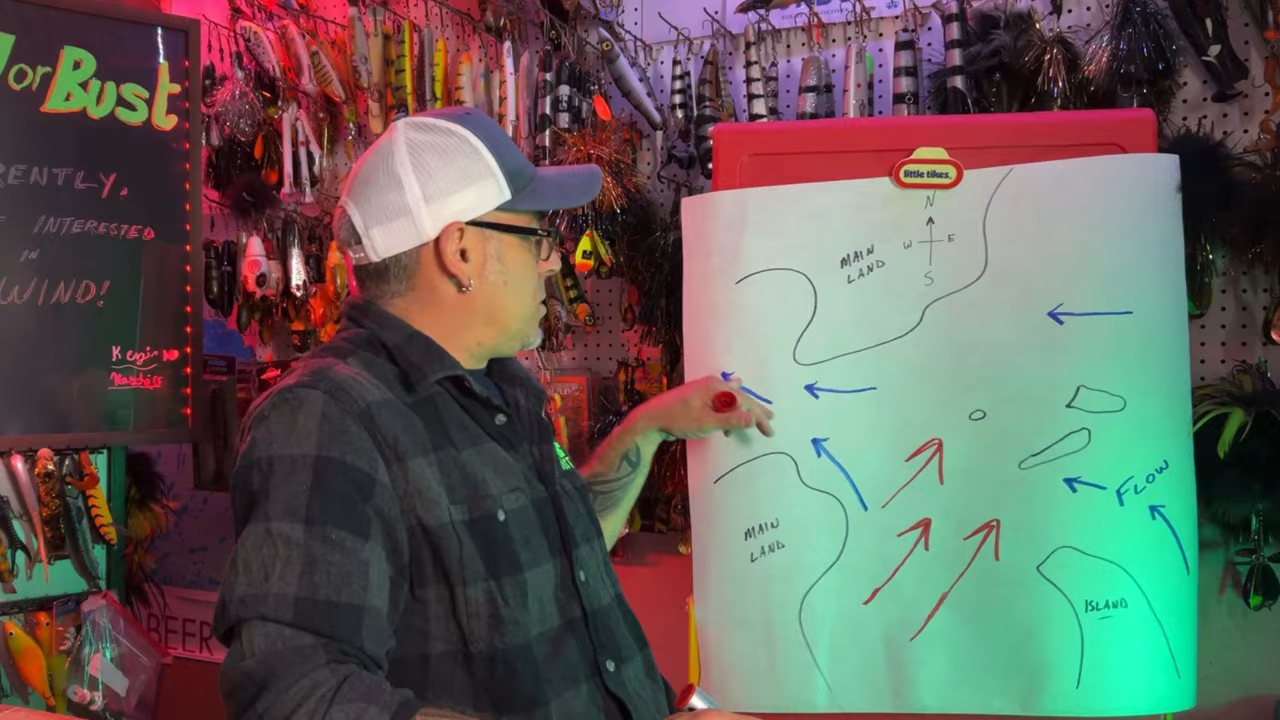 or Bust
RENTLY.
INTERESTED
IN
WIND!
BEER
little tikes
N
W E
S
MAIN
LAND
FLOW
MAIN
LAND
ISLAND